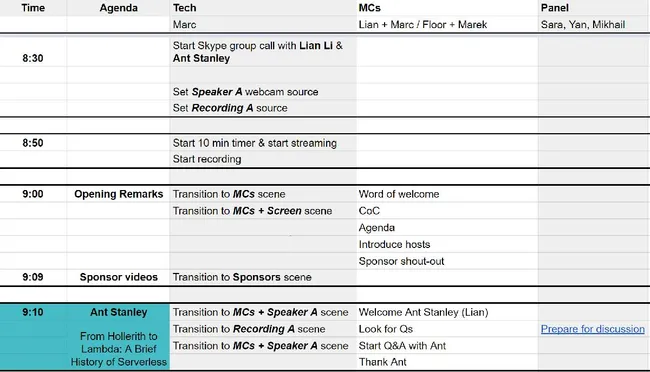 Time Agenda Tech MCs Panel
Marc Lian + Marc / Floor + Marek Sara, Yan, Mikhail
8:30 Start Skype group call with Lian Li &
Ant Stanley
Set Speaker A webcam source
Set Recording A source
8:50 Start 10 min timer & start streaming
Start recording
9:00 Opening Remarks Transition to MCs scene Word of welcome
Transition to MCs + Screen scene CoC
Agenda
Introduce hosts
Sponsor shout-out
9:09 Sponsor videos Transition to Sponsors scene
9:10 Ant Stanley Transition to MCs + Speaker A scene Welcome Ant Stanley (Lian)
From Hollerith to Transition to Recording A scene Look for Qs Prepare for discussion
Lambda: A Brief Transition to MCs + Speaker A scene Start Q&A with Ant
History of Serverless Thank Ant